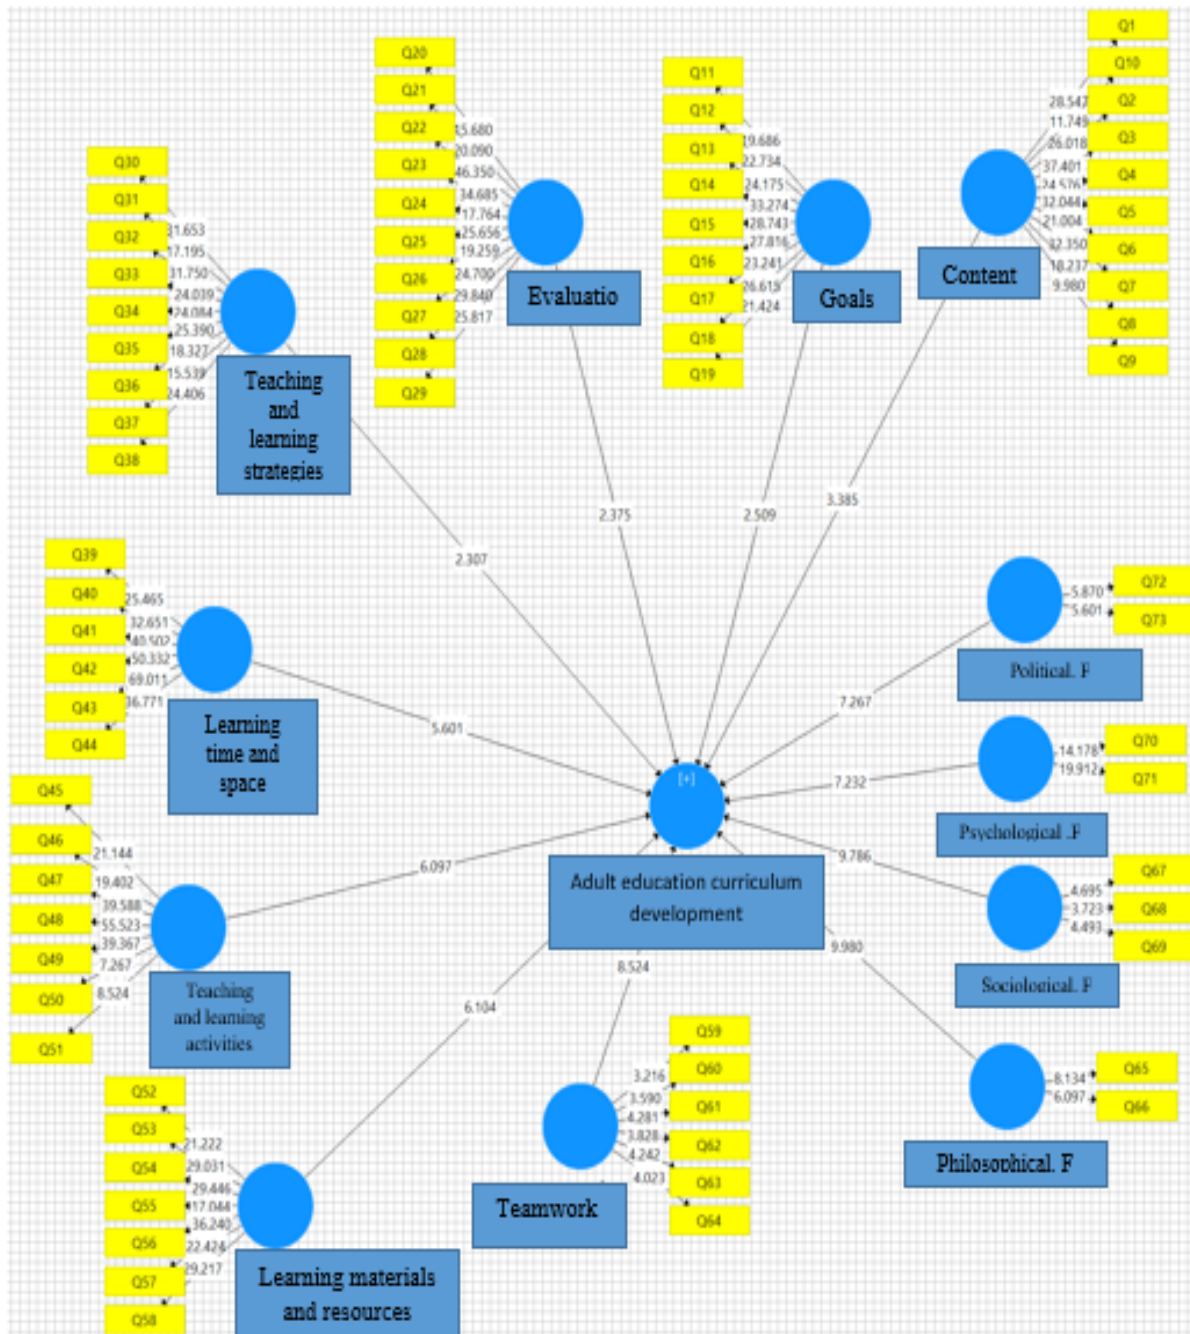 Q20
Q21
Q22
Q23
Q24
Q25
Q26
Q27
Q28
Q29
15.680
20.090
46.350
34.685
17.764
25.656
19.259
24.700
29.840
25.817
Evaluatio
Q11
Q12
Q13
Q14
Q15
Q16
Q17
Q18
Q19
19.686
22.734
24.175
33.274
28.743
27.816
23.241
26.615
21.424
Goals
Q1
Q10
Q2
Q3
Q4
Q5
Q6
Q7
Q8
Q9
28.547
11.749
26.018
37.401
24.576
32.044
21.004
32.350
18.237
9.980
Content
Q30
Q31
Q32
Q33
Q34
Q35
Q36
Q37
Q38
31.653
17.195
31.750
24.039
24.084
25.390
18.327
15.539
24.406
Teaching
and
learning
strategies
2.307
2.375
2.509
3.385
Q39
Q40
Q41
Q42
Q43
Q44
25.465
32.651
40.502
50.332
69.011
36.771
Learning
time and
space
5.601
5.870
5.601
Q72
Q73
Political. F
7.267
14.178
19.912
Q70
Q71
Psychological .F
7.232
[+]
Adult education curriculum
development
Q45
Q46
Q47
Q48
Q49
Q50
Q51
21.144
19.402
39.588
55.523
39.367
7.267
8.524
Teaching
and learning
activities
6.097
9.786
4.695
3.723
4.493
Q67
Q68
Q69
Sociological. F
9.980
8.134
6.097
Q65
Q66
Philosophical. F
8.524
6.104
Q59
Q60
Q61
Q62
Q63
Q64
3.216
3.590
4.281
3.828
4.242
4.023
Teamwork
Q52
Q53
Q54
Q55
Q56
Q57
Q58
21.222
29.031
29.446
17.044
36.240
22.424
29.217
Learning materials
and resources